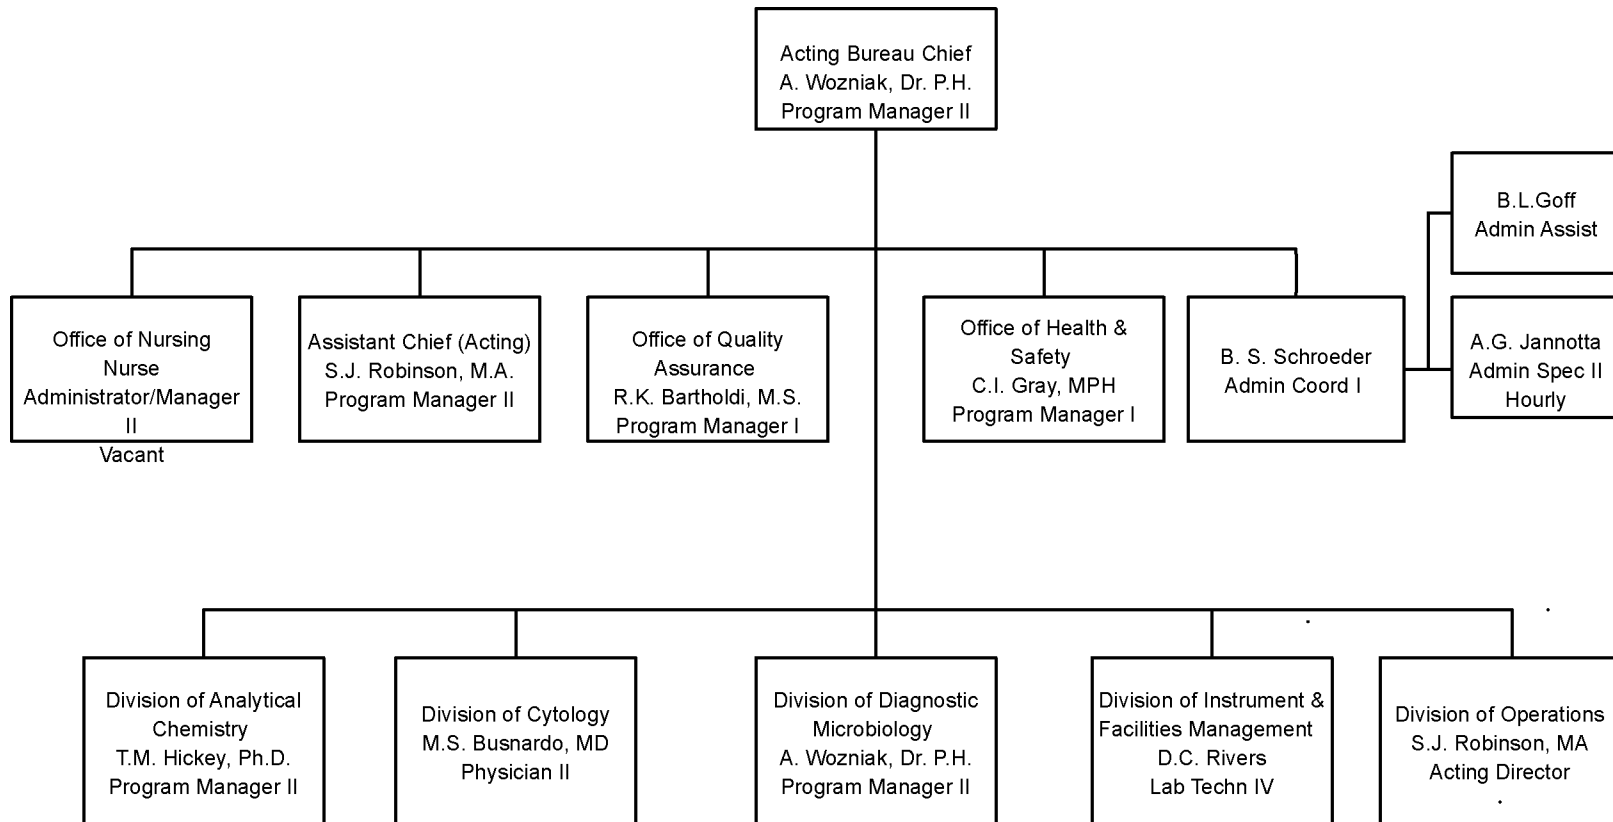 Acting Bureau Chief
A. Wozniak, Dr. P.H.
Program Manager II
B.L.Goff
Admin Assist
Office of Nursing
Nurse
Administrator/Manager
II
Vacant
Assistant Chief (Acting)
S.J. Robinson, M.A.
Program Manager II
Office of Quality
Assurance
R.K. Bartholdi, M.S.
Program Manager I
Office of Health &
Safety
C.I. Gray, MPH
Program Manager I
B. S. Schroeder
Admin Coord I
A.G. Jannotta
Admin Spec II
Hourly
Division of Analytical
Chemistry
T.M. Hickey, Ph.D.
Program Manager II
Division of Cytology
M.S. Busnardo, MD
Physician II
Division of Diagnostic
Microbiology
A. Wozniak, Dr. P.H.
Program Manager II
Division of Instrument &
Facilities Management
D.C. Rivers
Lab Techn IV
Division of Operations
S.J. Robinson, MA
Acting Director